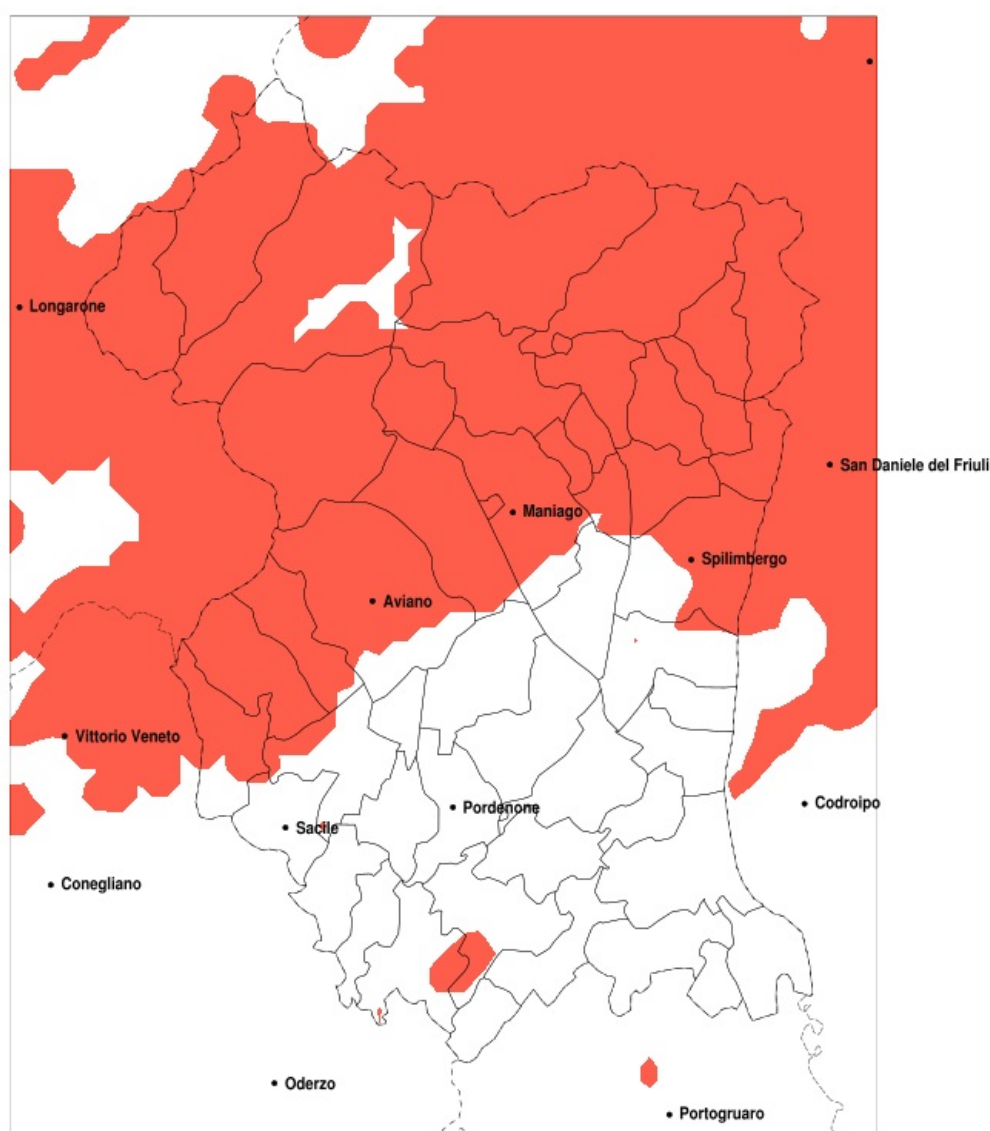 Longarone
San Daniele del Friuli
Maniago
Spilimbergo
Aviano
Vittorio Veneto
Codroipo
Pordenone
Sacile
Conegliano
Oderzo
Portogruaro